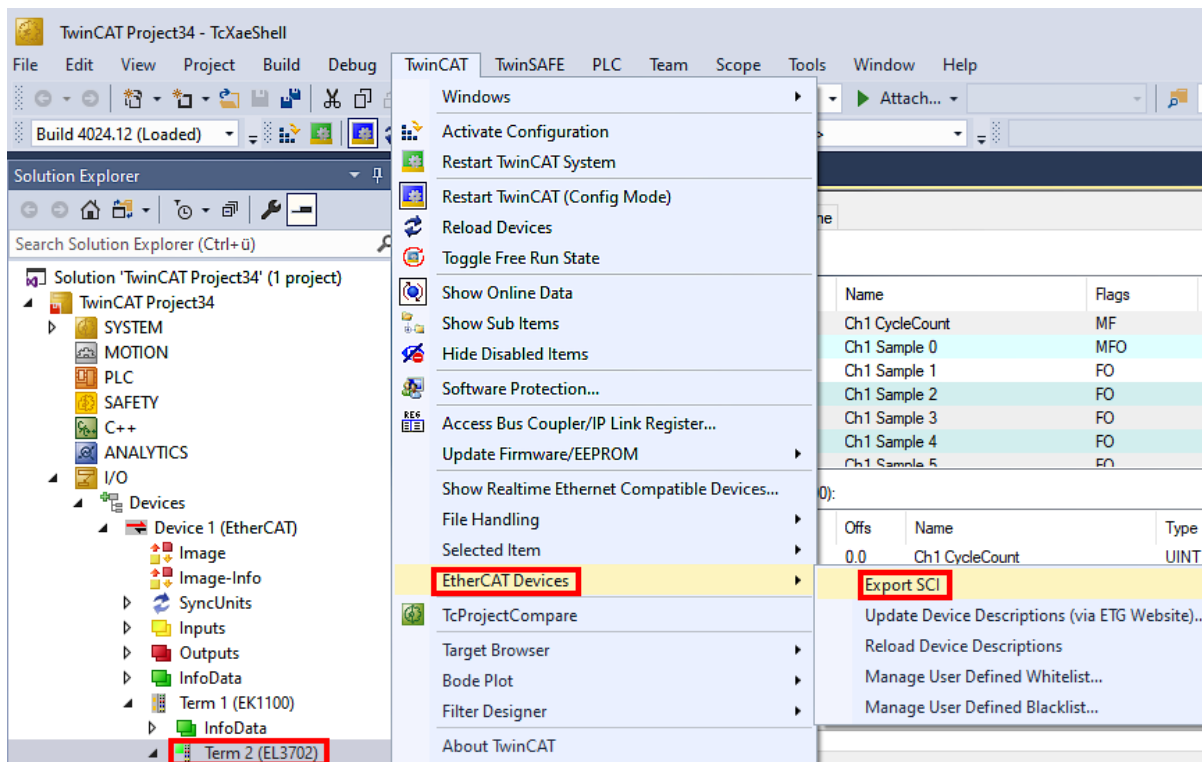 TwinCAT Project34 - TcXaeShell
File Edit View Project Build Debug TwinCAT TwinSAFE PLC Team Scope Tools Window Help
Attach...
Build 4024.12 (Loaded)
Solution Explorer
Search Solution Explorer (Ctrl+ü)
Solution 'TwinCAT Project34' (1 project)
TwinCAT Project34
SYSTEM
MOTION
PLC
SAFETY
C++
ANALYTICS
I/O
Devices
Device 1 (EtherCAT)
Image
Image-Info
SyncUnits
Inputs
Outputs
InfoData
Term 1 (EK1100)
InfoData
Term 2 (EL3702)
Windows
Activate Configuration
Restart TwinCAT System
Restart TwinCAT (Config Mode)
Reload Devices
Toggle Free Run State
Show Online Data
Show Sub Items
Hide Disabled Items
Software Protection...
REG
Access Bus Coupler/IP Link Register...
Update Firmware/EEPROM
Show Realtime Ethernet Compatible Devices...
File Handling
Selected Item
EtherCAT Devices
TcProjectCompare
Target Browser
Bode Plot
Filter Designer
About TwinCAT
Name Flags
Ch1 CycleCount MF
Ch1 Sample 0 MFO
Ch1 Sample 1 FO
Ch1 Sample 2 FO
Ch1 Sample 3 FO
Ch1 Sample 4 FO
Ch1 Sample 5 FO
0):
Offs Name Type
0.0 Ch1 CycleCount UINT
Export SCI
Update Device Descriptions (via ETG Website)..
Reload Device Descriptions
Manage User Defined Whitelist...
Manage User Defined Blacklist...